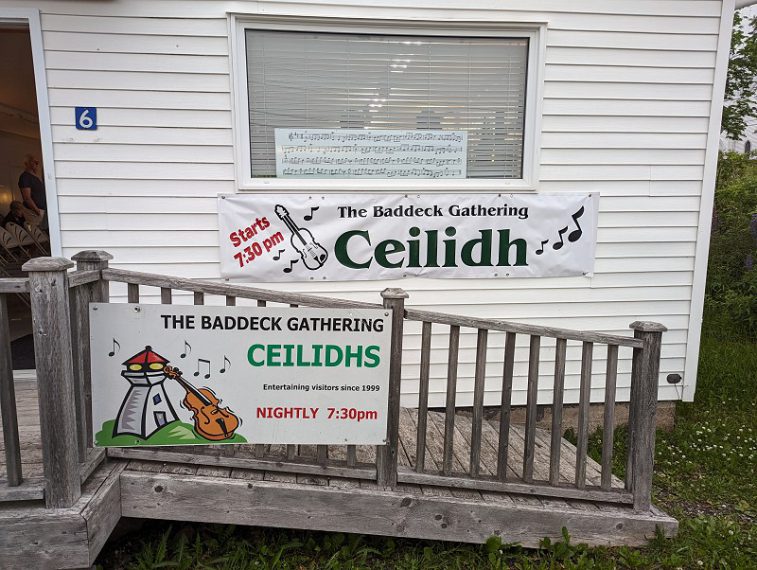 6
Starts
7:30 pm
The Baddeck Gathering
Ceilidh
THE BADDECK GATHERING
CEILIDHS
Entertaining visitors since 1999
NIGHTLY 7:30pm